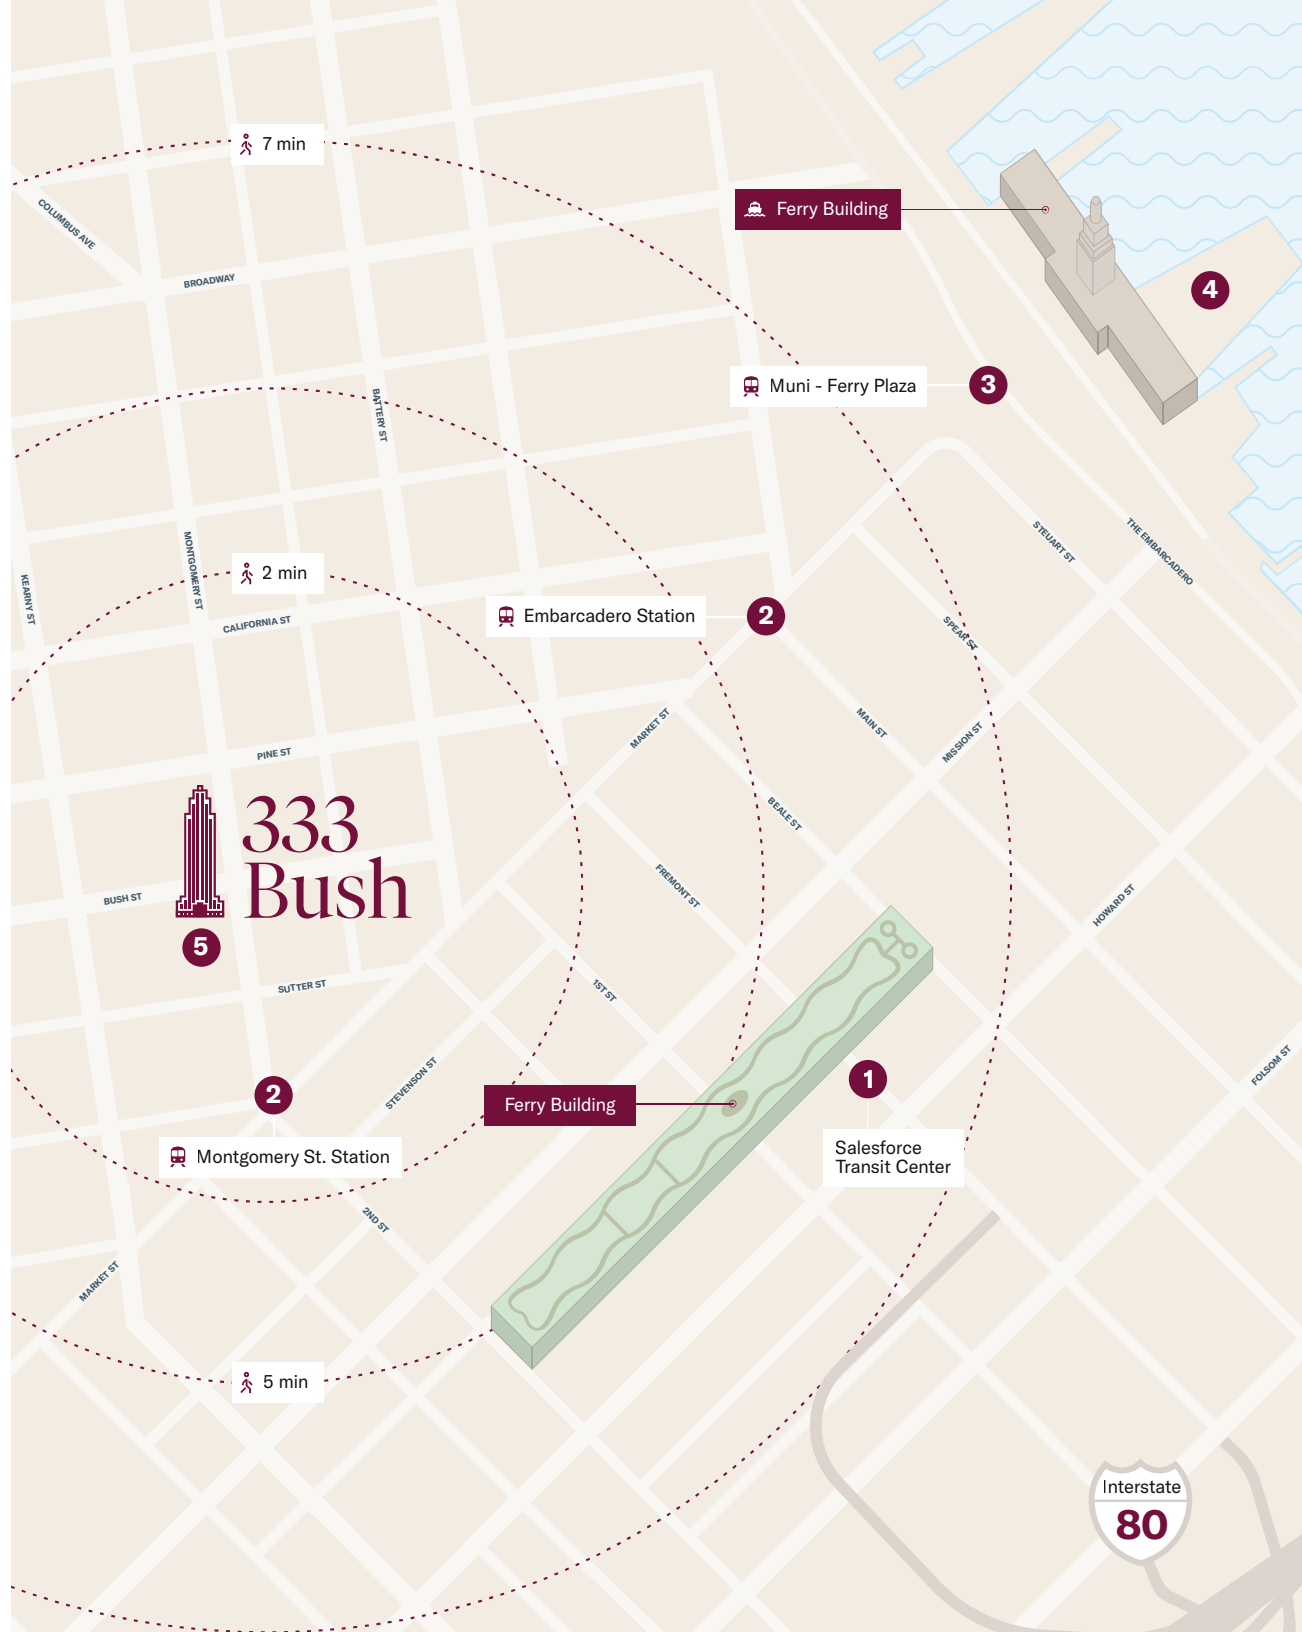 7 min
COLUMBUS AVE
Ferry Building
BROADWAY
4
Muni - Ferry Plaza
3
BATTERY ST
STEUART ST
THE EMBARCADERO
MONTGOMERY ST
2 min
KEARNY ST
CALIFORNIA ST
Embarcadero Station
2
SPEAR ST
MARKET ST
MAIN ST
MISSION ST
PINE ST
333
Bush
BEALE ST
BUSH ST
FREMONT ST
HOWARD ST
5
SUTTER ST
1ST ST
STEVENSON ST
FOLSOM ST
1
2
Ferry Building
Montgomery St. Station
Salesforce
Transit Center
2ND ST
MARKET ST
5 min
Interstate
80